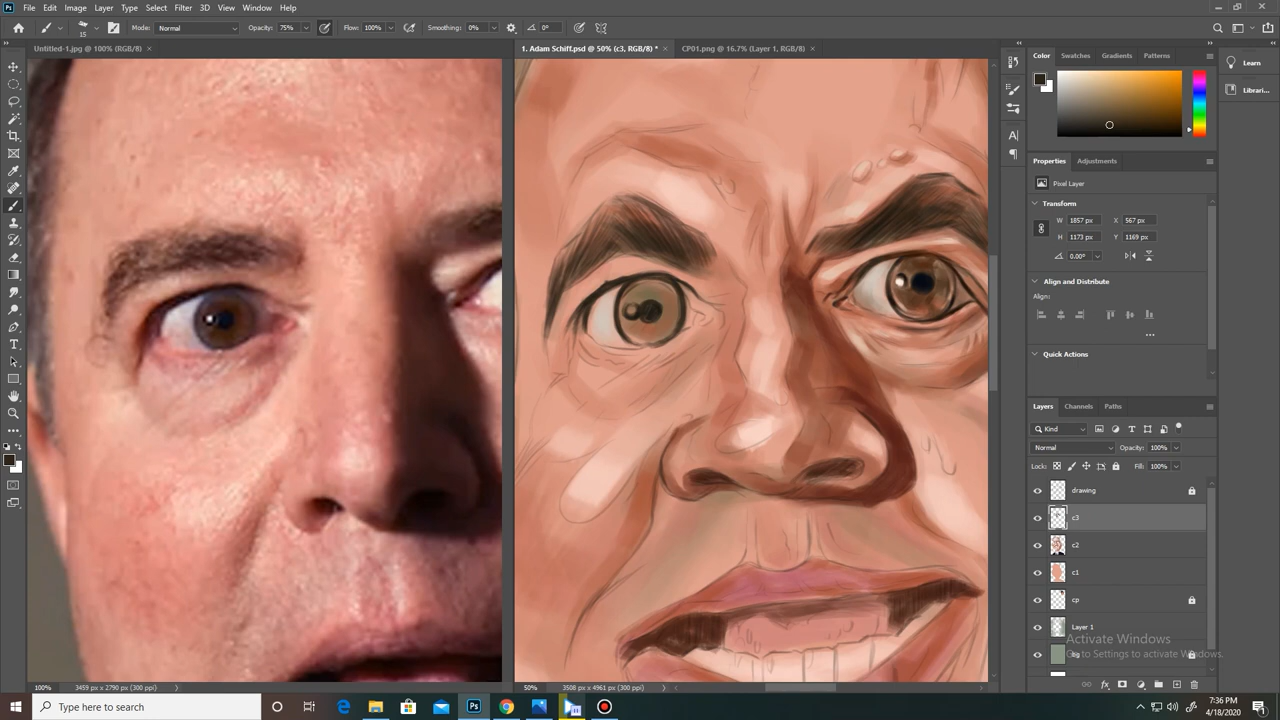 Ps File Edit Image Layer Type Select Filter 3D View Window Help
15 Mode: Normal Opacity: 75% Flow: 100% Smoothing: 0% 0°
Untitled-1.jpg @ 100% (RGB/8) × 1. Adam Schiff.psd @ 50% (c3, RGB/8) * × CP01.png @ 16.7% (Layer 1, RGB/8) ×
Color Swatches Gradients Patterns
Learn
Librari...
Properties Adjustments
Pixel Layer
Transform
W 1857 px X 567 px
H 1173 px Y 1169 px
0.00°
Align and Distribute
Align:
Quick Actions
Layers Channels Paths
Kind
Normal Opacity: 100%
Lock: Fill: 100%
drawing
c3
c2
c1
cp
Layer 1
bg
Activate Windows
Go to Settings to activate Windows.
100% 3459 px x 2790 px (300 ppi) 50% 3508 px x 4961 px (300 ppi)
Type here to search
7:36 PM
4/18/2020